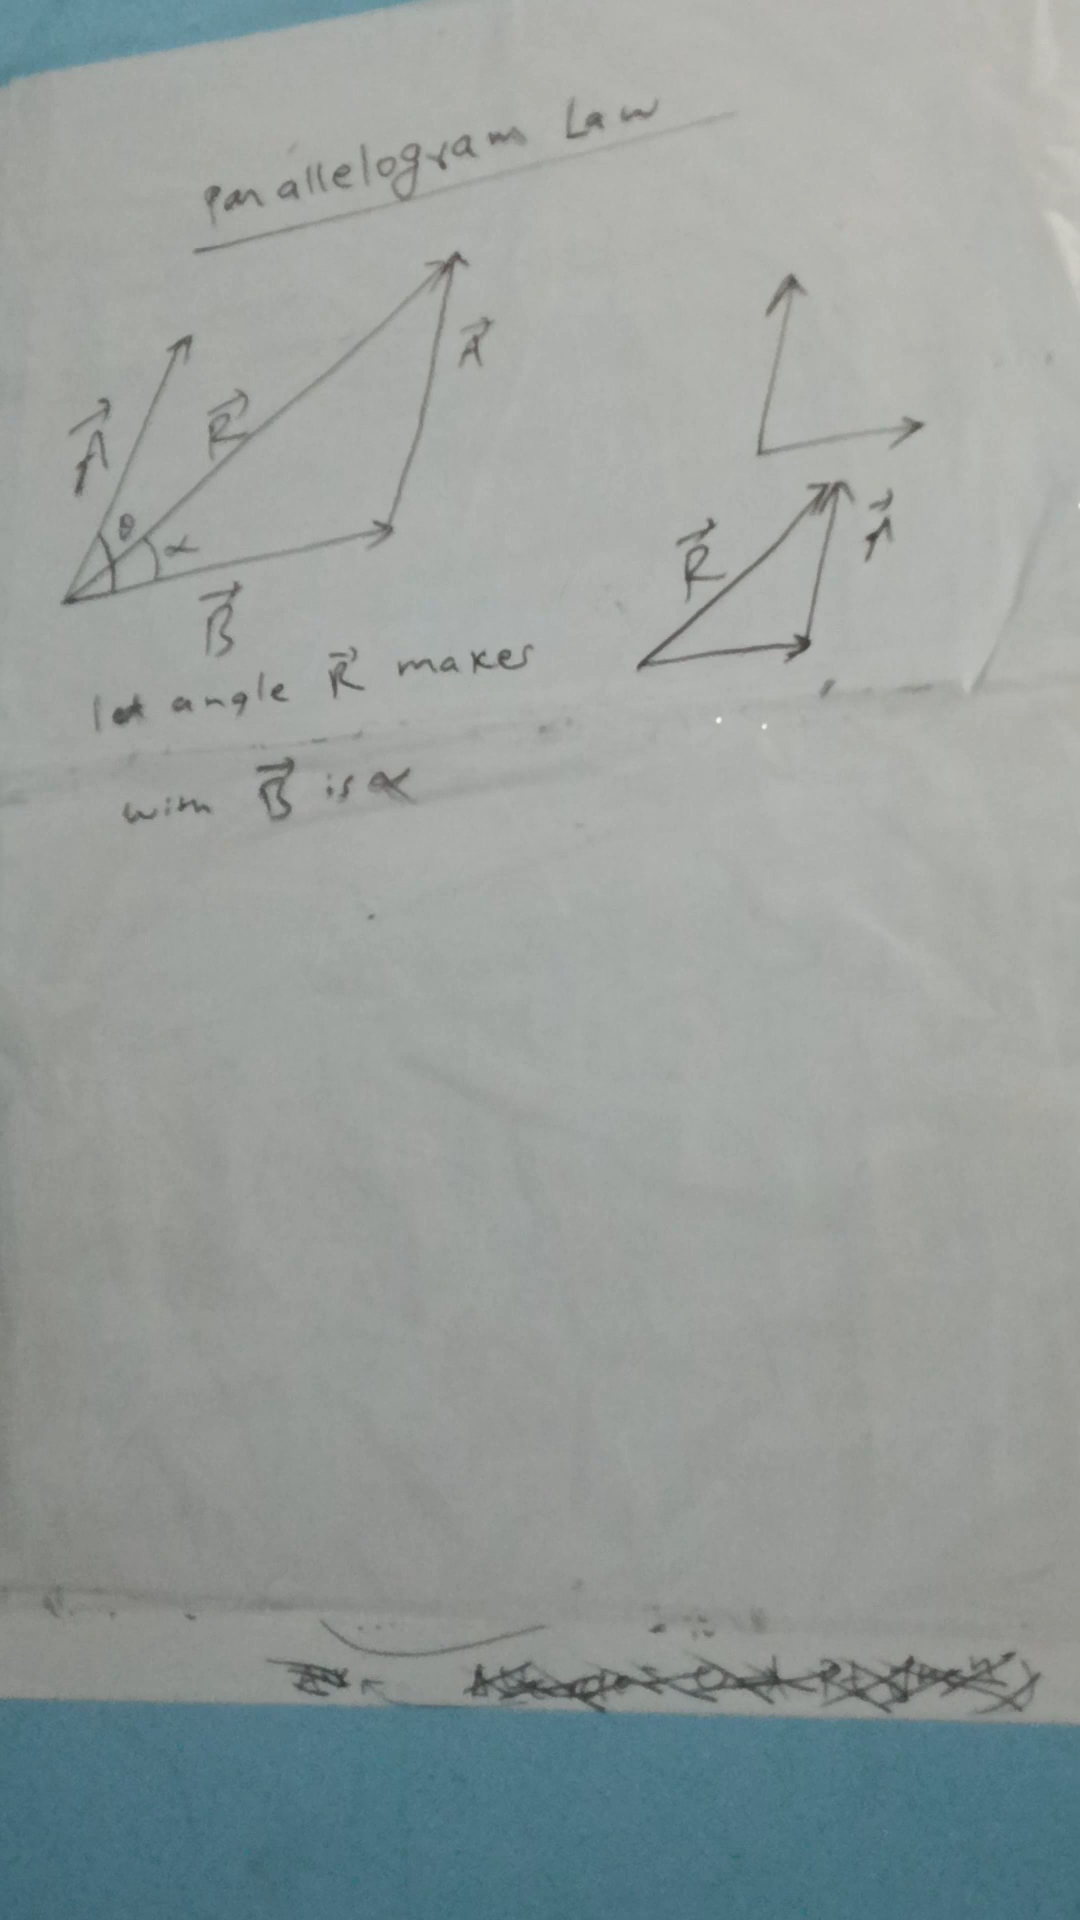 Parallelogram Law
A⃗
R⃗
A⃗
θ
α
B⃗
R⃗
A⃗
let angle R⃗ makes
with B⃗ is α